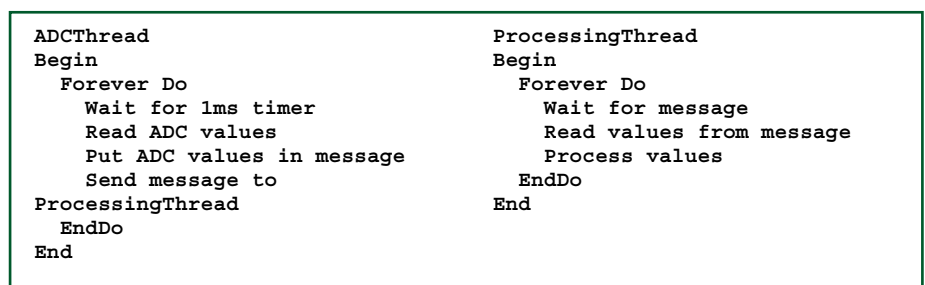 ADCThread
Begin
Forever Do
Wait for 1ms timer
Read ADC values
Put ADC values in message
Send message to
ProcessingThread
EndDo
End
ProcessingThread
Begin
Forever Do
Wait for message
Read values from message
Process values
EndDo
End